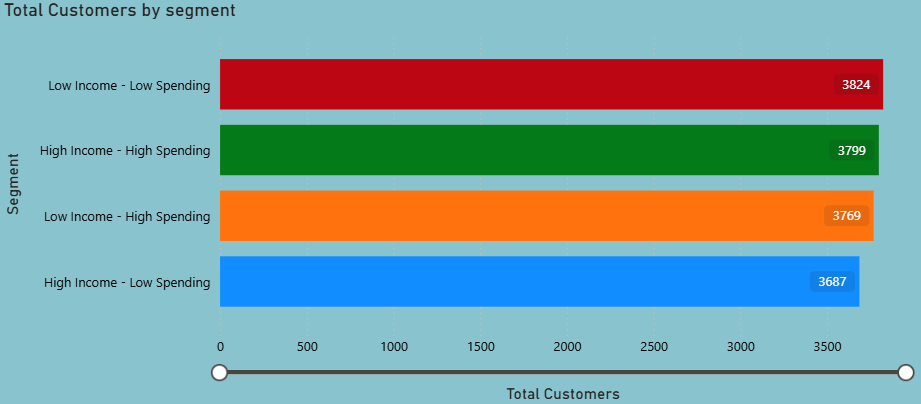 Total Customers by segment
Segment
Low Income - Low Spending 3824
High Income - High Spending 3799
Low Income - High Spending 3769
High Income - Low Spending 3687
0 500 1000 1500 2000 2500 3000 3500
Total Customers